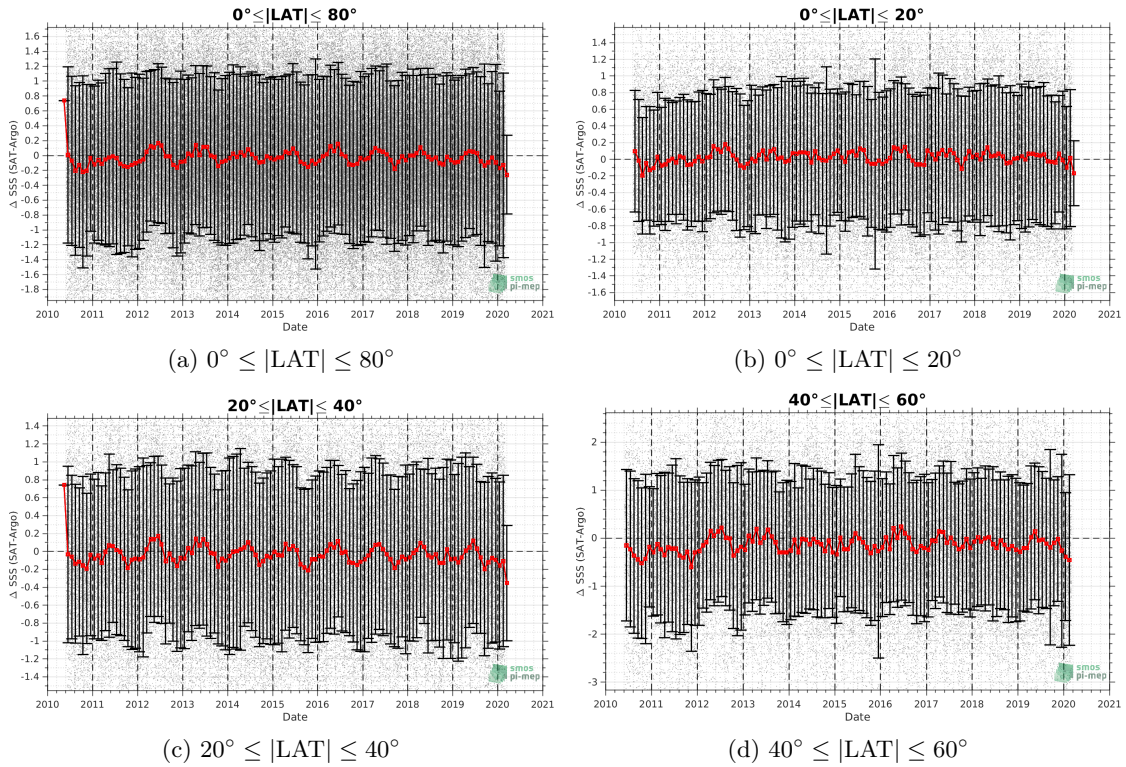 0°≤|LAT|≤ 80°
Δ SSS (SAT-Argo)
1.6
1.4
1.2
1
0.8
0.6
0.4
0.2
0
-0.2
-0.4
-0.6
-0.8
-1
-1.2
-1.4
-1.6
-1.8
smos
pi-mep
2010 2011 2012 2013 2014 2015 2016 2017 2018 2019 2020 2021
Date
(a) 0° ≤ |LAT| ≤ 80°
0°≤|LAT|≤ 20°
Δ SSS (SAT-Argo)
1.4
1.2
1
0.8
0.6
0.4
0.2
0
-0.2
-0.4
-0.6
-0.8
-1
-1.2
-1.4
-1.6
smos
pi-mep
2010 2011 2012 2013 2014 2015 2016 2017 2018 2019 2020 2021
Date
(b) 0° ≤ |LAT| ≤ 20°
20°≤|LAT|≤ 40°
Δ SSS (SAT-Argo)
1.4
1.2
1
0.8
0.6
0.4
0.2
0
-0.2
-0.4
-0.6
-0.8
-1
-1.2
-1.4
smos
pi-mep
2010 2011 2012 2013 2014 2015 2016 2017 2018 2019 2020 2021
Date
(c) 20° ≤ |LAT| ≤ 40°
40°≤|LAT|≤ 60°
Δ SSS (SAT-Argo)
2
1
0
-1
-2
-3
smos
pi-mep
2010 2011 2012 2013 2014 2015 2016 2017 2018 2019 2020 2021
Date
(d) 40° ≤ |LAT| ≤ 60°